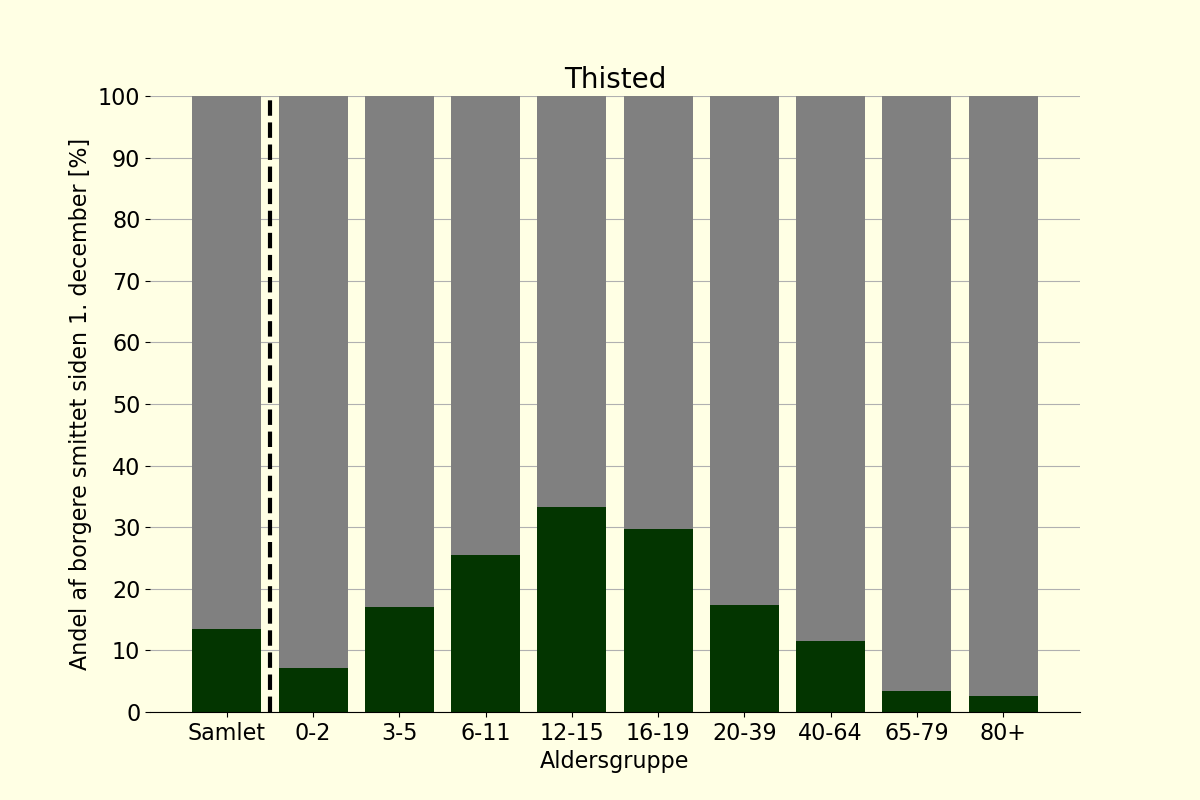 Thisted
Andel af borgere smittet siden 1. december [%]
100
90
80
70
60
50
40
30
20
10
0
Samlet 0-2 3-5 6-11 12-15 16-19 20-39 40-64 65-79 80+
Aldersgruppe